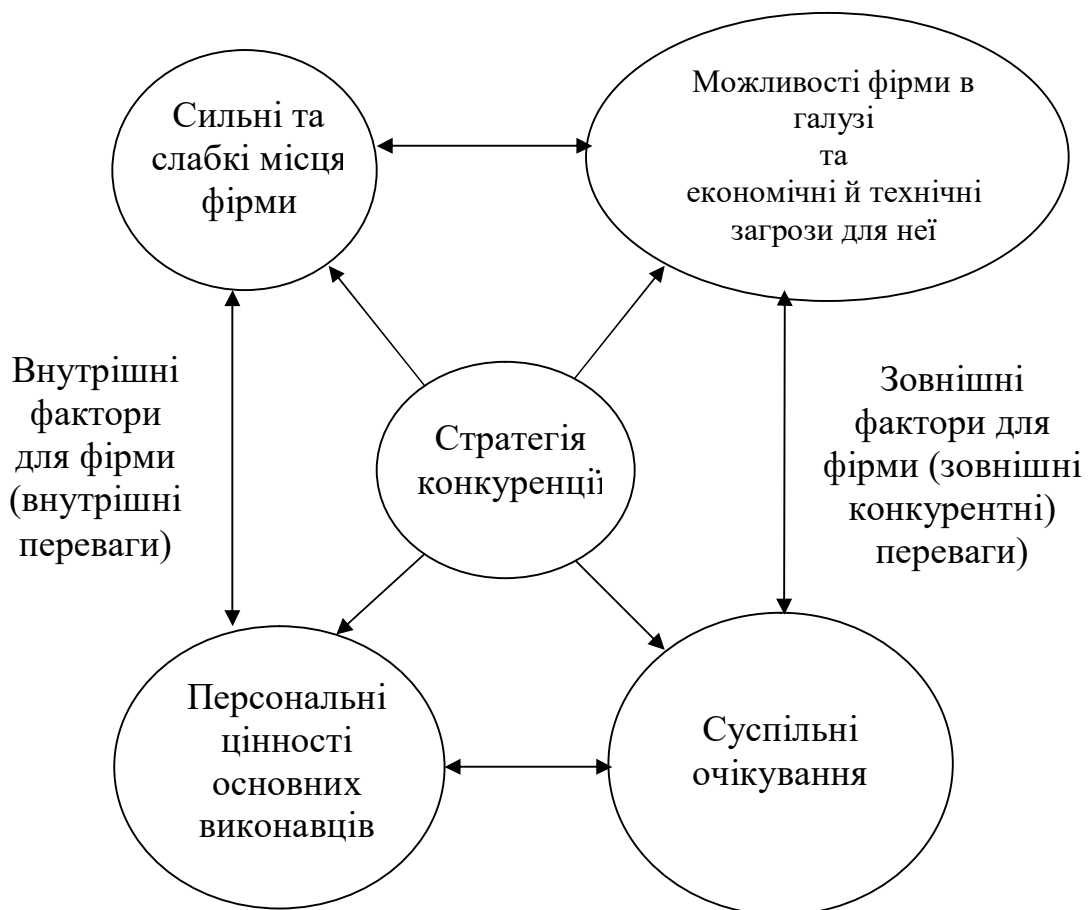 Сильні та
слабкі місця
фірми
Можливості фірми в
галузі
та
економічні й технічні
загрози для неї
Внутрішні
фактори
для фірми
(внутрішні
переваги)
Стратегія
конкуренції
Зовнішні
фактори для
фірми (зовнішні
конкурентні)
переваги)
Персональні
цінності
основних
виконавців
Суспільні
очікування